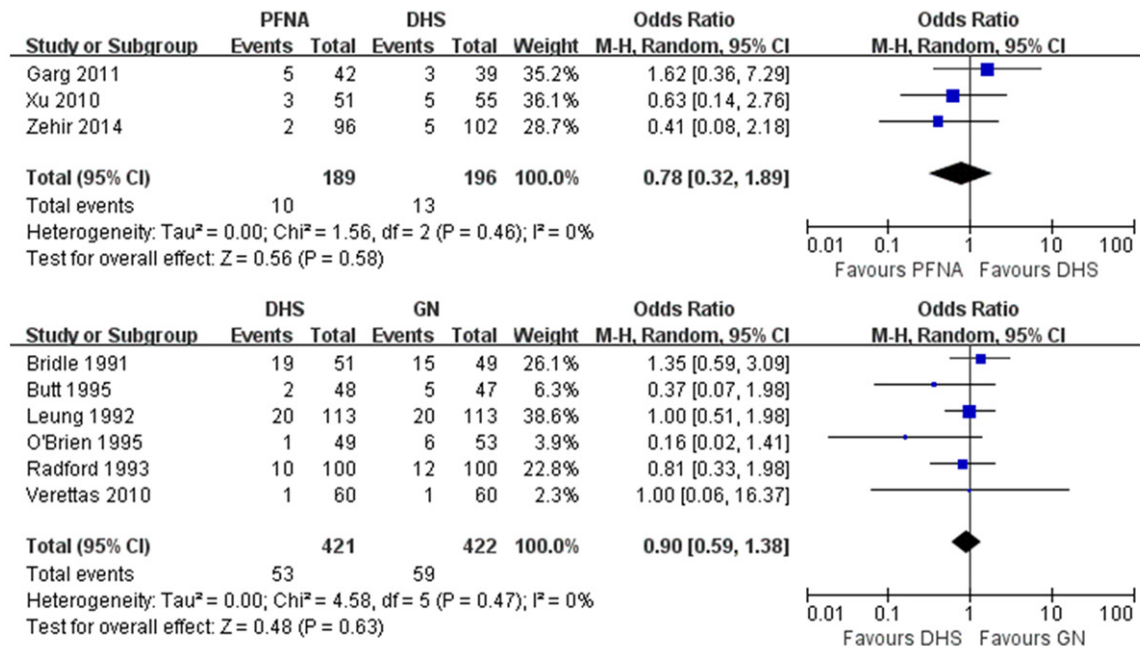 PFNA DHS Odds Ratio Odds Ratio
Study or Subgroup Events Total Events Total Weight M-H, Random, 95% CI M-H, Random, 95% CI
Garg 2011 5 42 3 39 35.2% 1.62 [0.36, 7.29]
Xu 2010 3 51 5 55 36.1% 0.63 [0.14, 2.76]
Zehir 2014 2 96 5 102 28.7% 0.41 [0.08, 2.18]
Total (95% CI) 189 196 100.0% 0.78 [0.32, 1.89]
Total events 10 13
Heterogeneity: Tau² = 0.00; Chi² = 1.56, df = 2 (P = 0.46); I² = 0%
Test for overall effect: Z = 0.56 (P = 0.58)
0.01 0.1 1 10 100
Favours PFNA Favours DHS
DHS GN Odds Ratio Odds Ratio
Study or Subgroup Events Total Events Total Weight M-H, Random, 95% CI M-H, Random, 95% CI
Bridle 1991 19 51 15 49 26.1% 1.35 [0.59, 3.09]
Butt 1995 2 48 5 47 6.3% 0.37 [0.07, 1.98]
Leung 1992 20 113 20 113 38.6% 1.00 [0.51, 1.98]
O'Brien 1995 1 49 6 53 3.9% 0.16 [0.02, 1.41]
Radford 1993 10 100 12 100 22.8% 0.81 [0.33, 1.98]
Verettas 2010 1 60 1 60 2.3% 1.00 [0.06, 16.37]
Total (95% CI) 421 422 100.0% 0.90 [0.59, 1.38]
Total events 53 59
Heterogeneity: Tau² = 0.00; Chi² = 4.58, df = 5 (P = 0.47); I² = 0%
Test for overall effect: Z = 0.48 (P = 0.63)
0.01 0.1 1 10 100
Favours DHS Favours GN